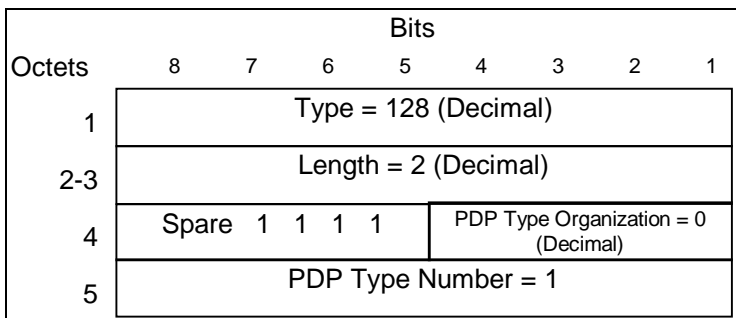 Bits
Octets 8 7 6 5 4 3 2 1
1 Type = 128 (Decimal)
2-3 Length = 2 (Decimal)
4 Spare 1 1 1 1 PDP Type Organization = 0
(Decimal)
5 PDP Type Number = 1